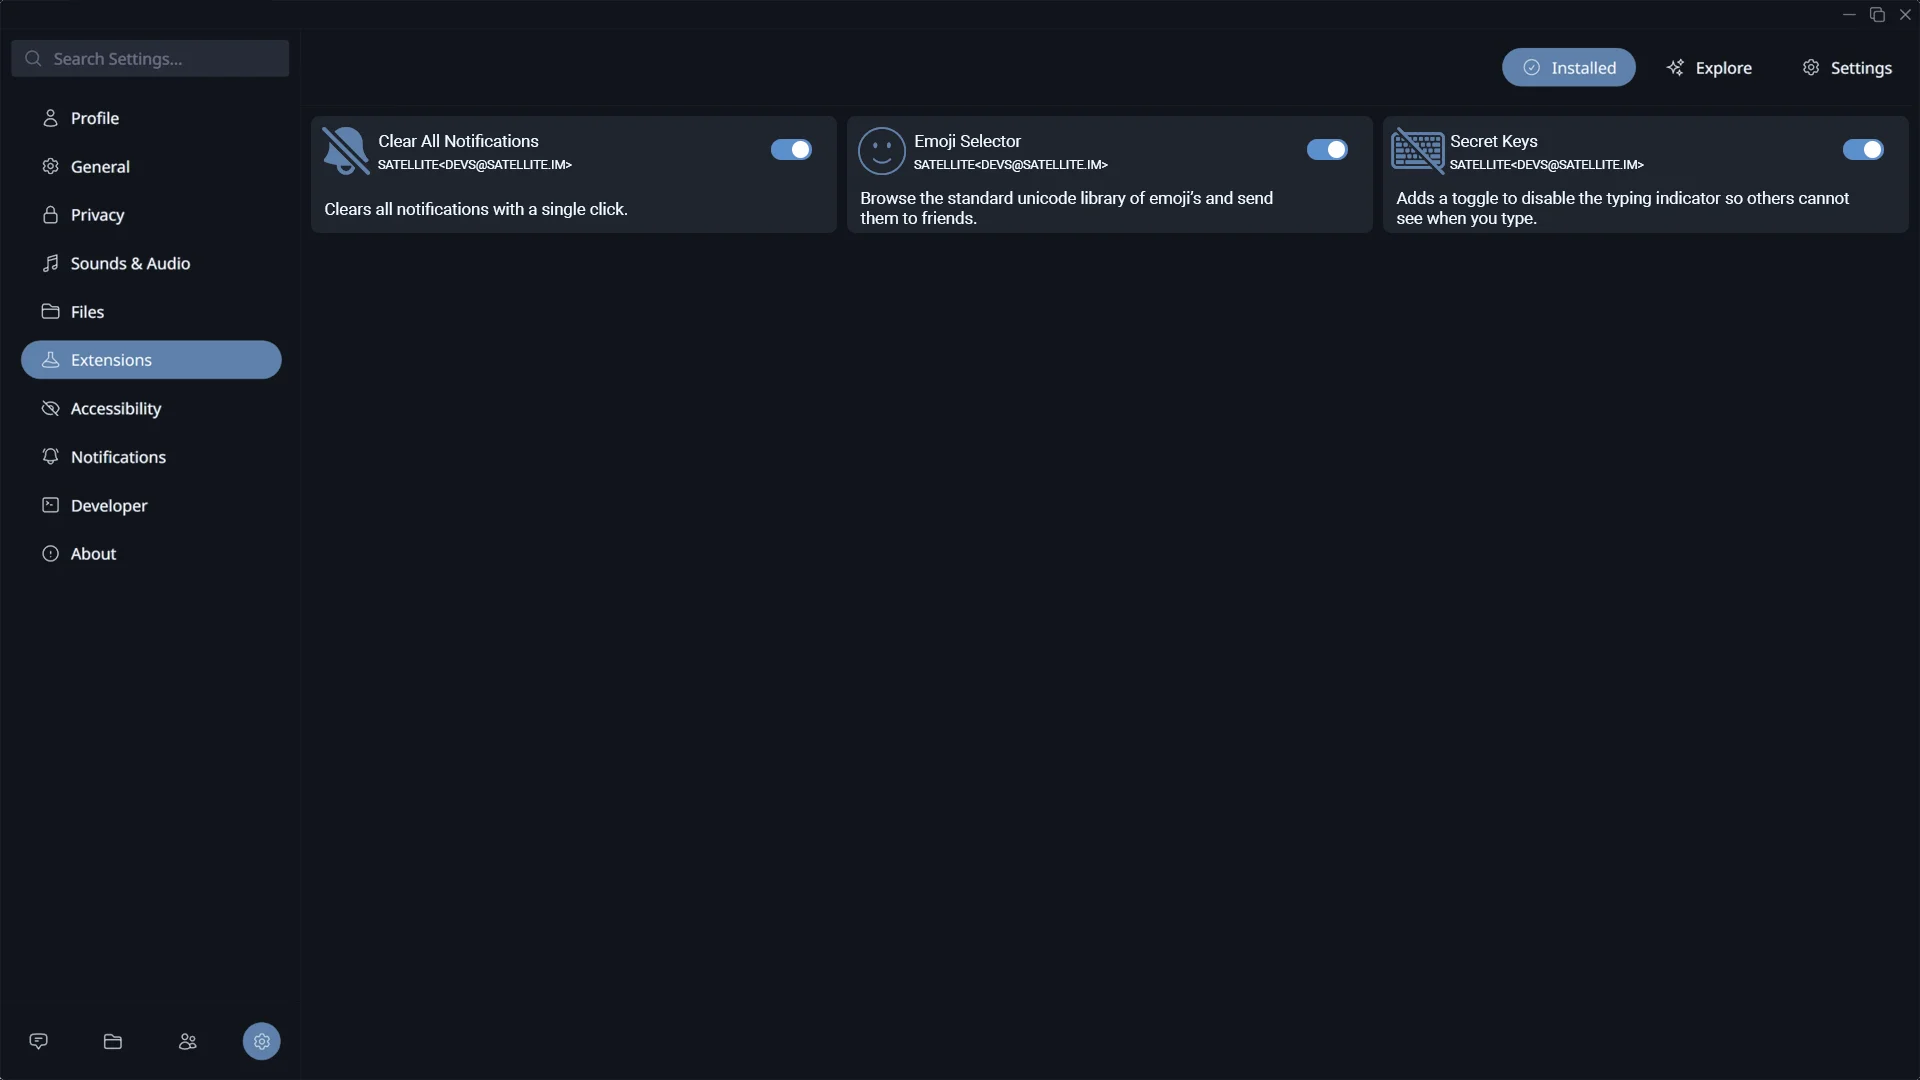 Search Settings...
Profile
General
Privacy
Sounds & Audio
Files
Extensions
Accessibility
Notifications
Developer
About
Installed
Explore
Settings
Clear All Notifications
SATELLITE<DEVS@SATELLITE.IM>
Clears all notifications with a single click.
Emoji Selector
SATELLITE<DEVS@SATELLITE.IM>
Browse the standard unicode library of emoji's and send
them to friends.
Secret Keys
SATELLITE<DEVS@SATELLITE.IM>
Adds a toggle to disable the typing indicator so others cannot
see when you type.